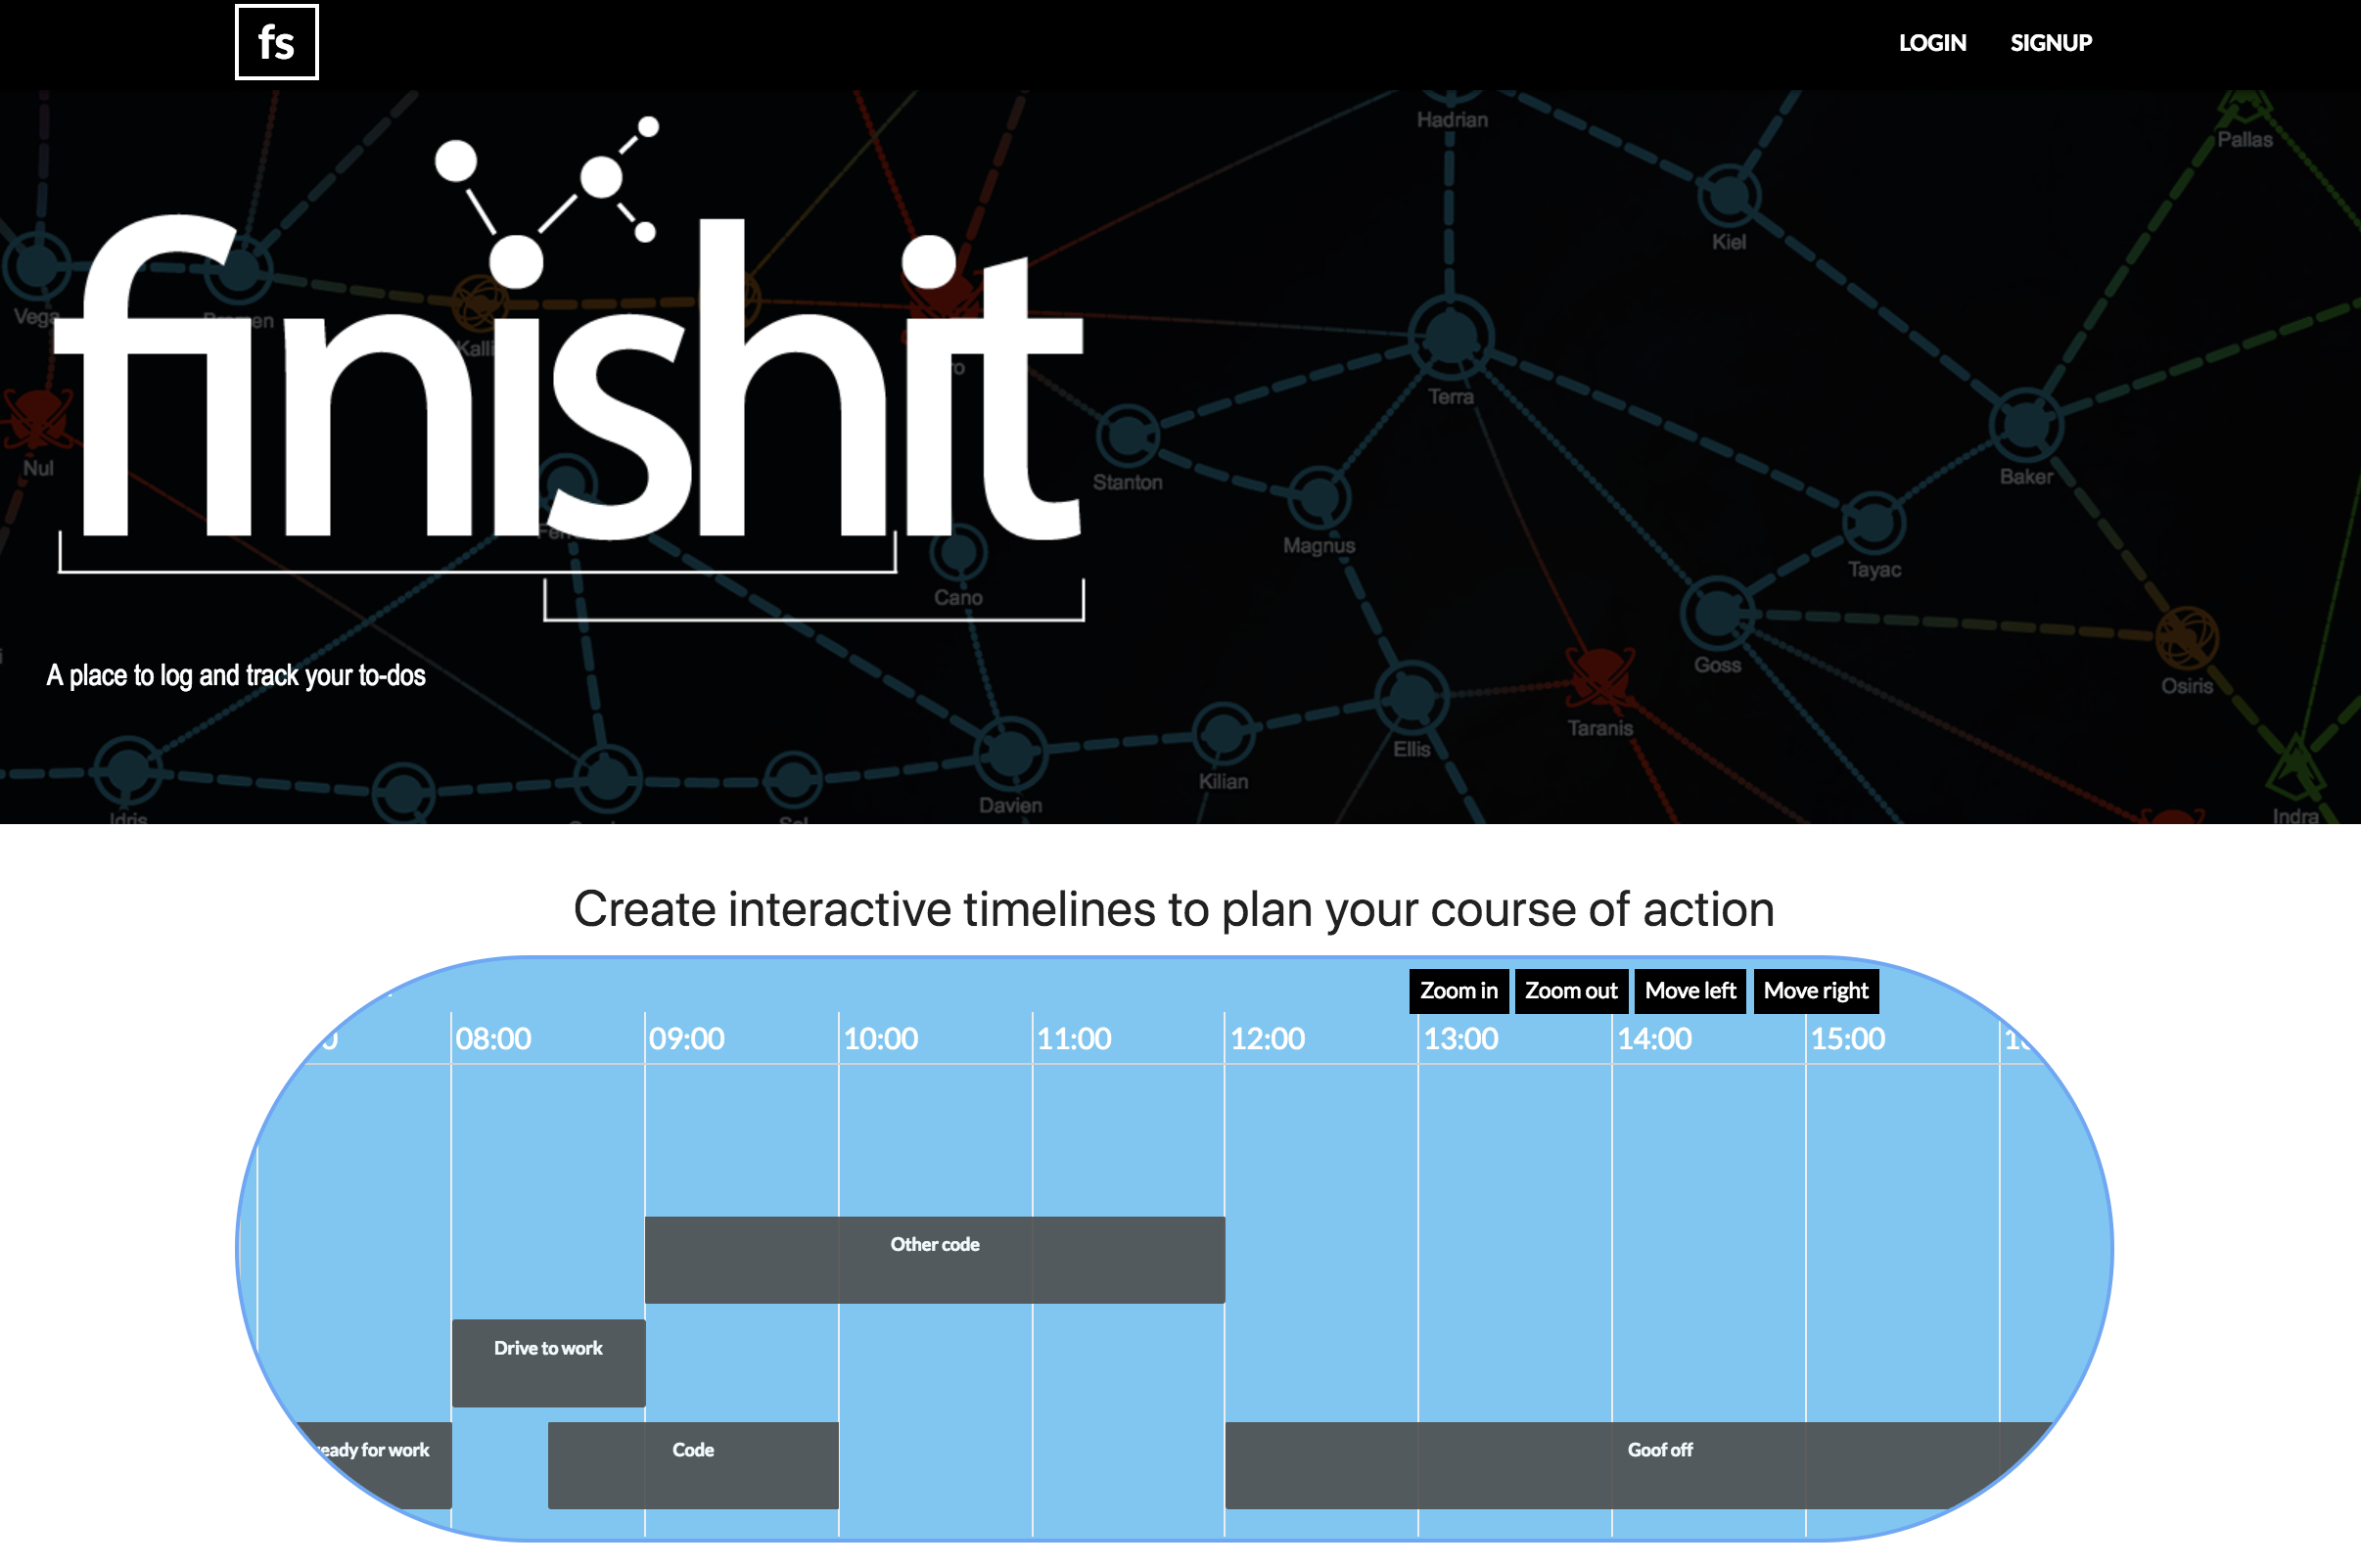 fs
LOGIN SIGNUP
Hadrian
Pallas
Kiel
finishit
Vega
Terra
Nul
Stanton
Baker
Magnus
Tayac
Cano
Goss
A place to log and track your to-dos
Osiris
Taranis
Ellis
Kilian
Davien
Idris
Indra
Create interactive timelines to plan your course of action
Zoom in Zoom out Move left Move right
08:00 09:00 10:00 11:00 12:00 13:00 14:00 15:00
Other code
Drive to work
ready for work Code Goof off